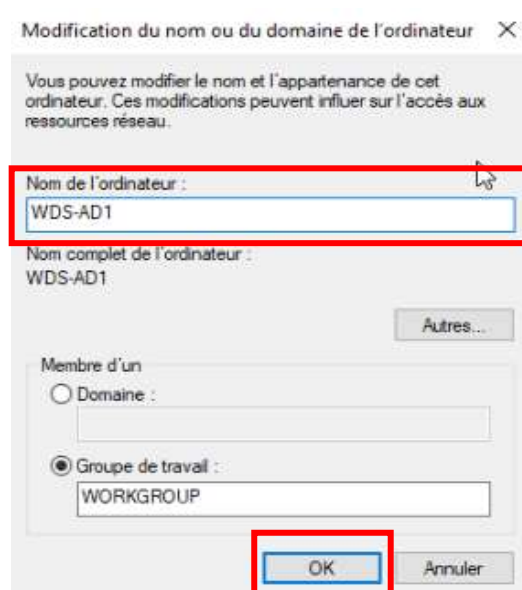 Modification du nom ou du domaine de l'ordinateur
Vous pouvez modifier le nom et l'appartenance de cet
ordinateur. Ces modifications peuvent influer sur l'accès aux
ressources réseau.
Nom de l'ordinateur :
WDS-AD1
Nom complet de l'ordinateur :
WDS-AD1
Autres...
Membre d'un
Domaine :
Groupe de travail :
WORKGROUP
OK Annuler